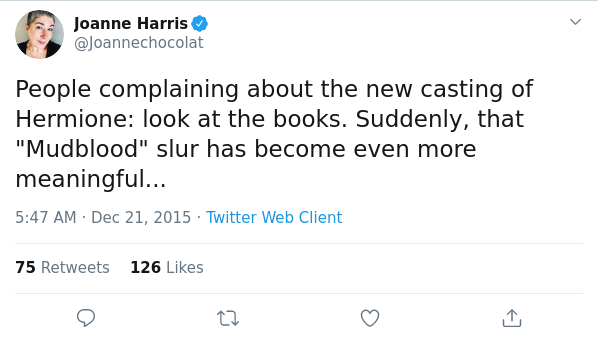 Joanne Harris
@Joannechocolat
People complaining about the new casting of
Hermione: look at the books. Suddenly, that
"Mudblood" slur has become even more
meaningful...
5:47 AM · Dec 21, 2015 · Twitter Web Client
75 Retweets 126 Likes